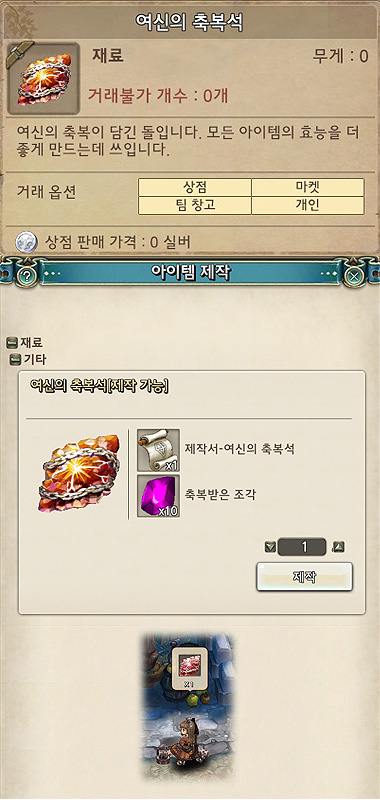 여신의 축복석
재료
무게 : 0
거래불가 개수 : 0개
여신의 축복이 담긴 돌입니다. 모든 아이템의 효능을 더
좋게 만드는데 쓰입니다.
거래 옵션
상점 마켓
팀 창고 개인
상점 판매 가격 : 0 실버
? 아이템 제작
재료
기타
여신의 축복석[제작 가능]
x1 제작서-여신의 축복석
x10 축복받은 조각
1
제작
x1